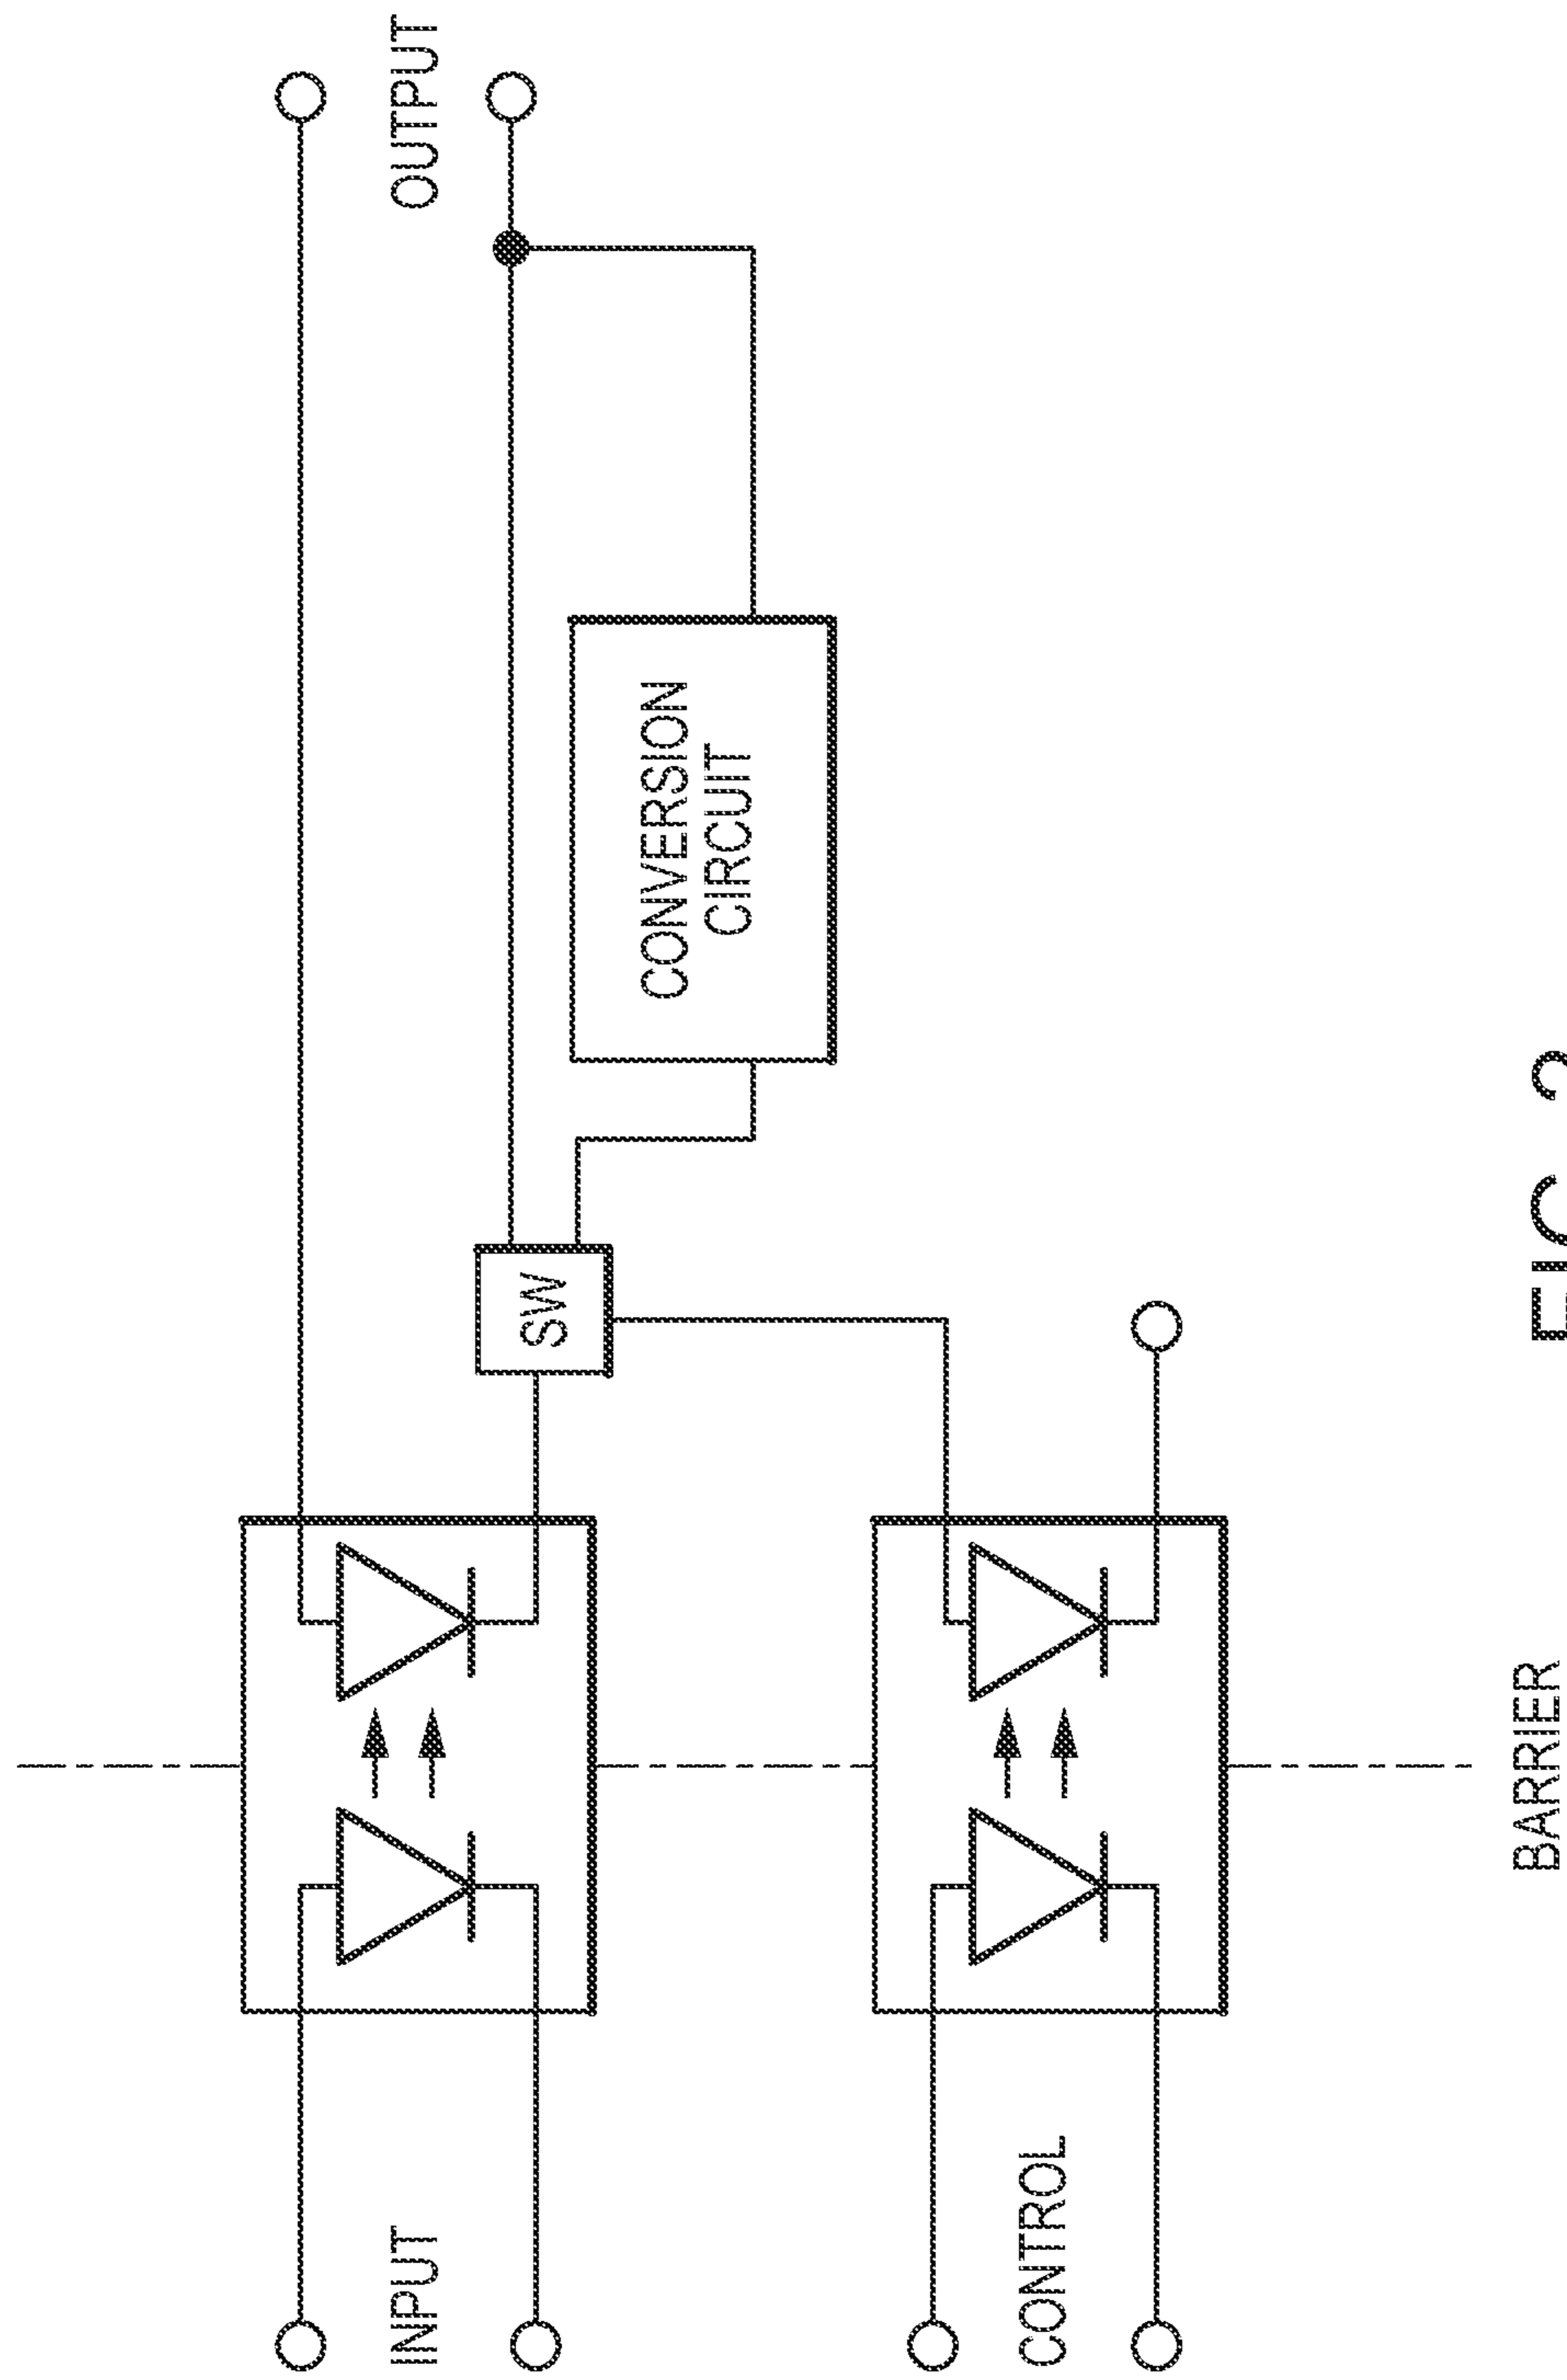 INPUT
OUTPUT
SW
CONVERSION
CIRCUIT
CONTROL
BARRIER